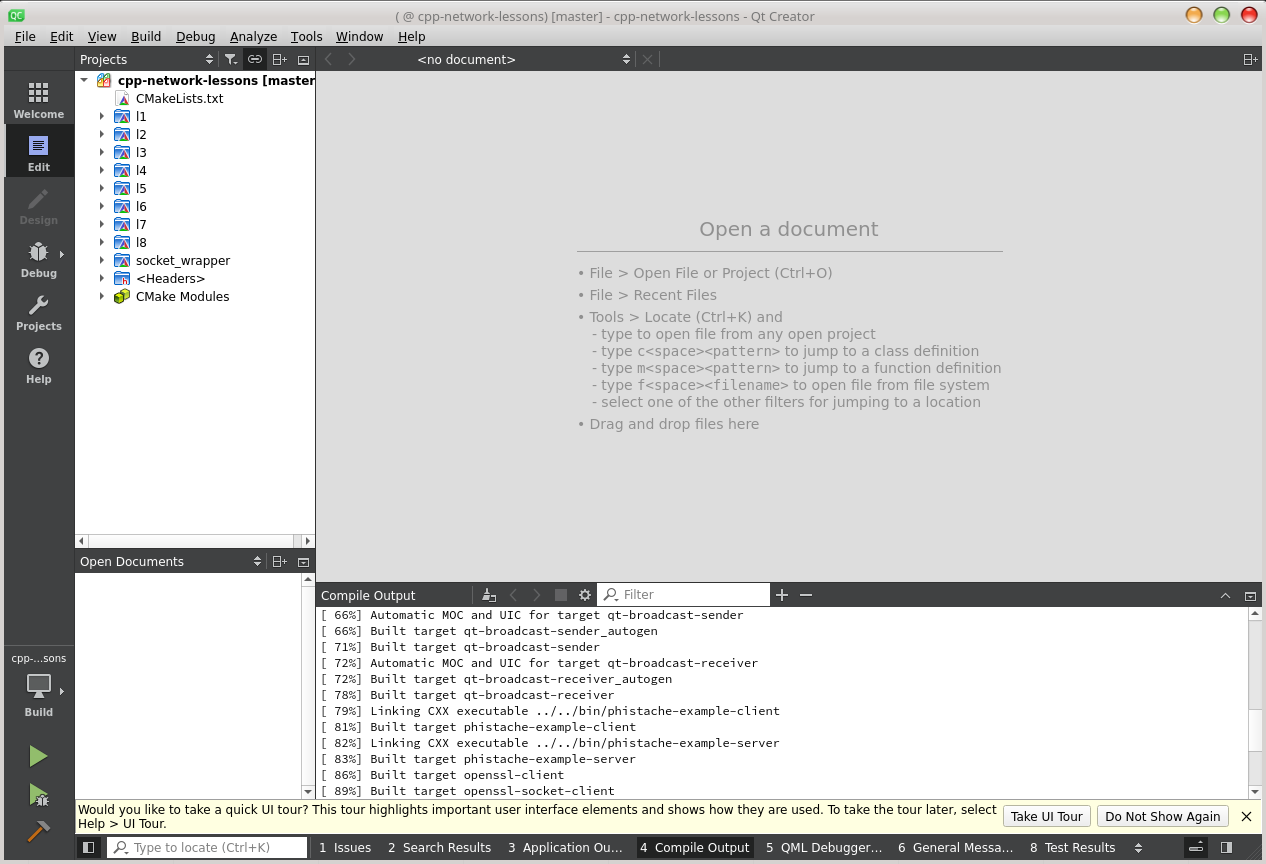 ( @ cpp-network-lessons) [master] - cpp-network-lessons - Qt Creator
File Edit View Build Debug Analyze Tools Window Help
Projects
<no document>
cpp-network-lessons [master
CMakeLists.txt
l1
l2
l3
l4
l5
l6
l7
l8
socket_wrapper
<Headers>
CMake Modules
Welcome
Edit
Design
Debug
Projects
Help
Open a document
• File > Open File or Project (Ctrl+O)
• File > Recent Files
• Tools > Locate (Ctrl+K) and
- type to open file from any open project
- type c<space><pattern> to jump to a class definition
- type m<space><pattern> to jump to a function definition
- type f<space><filename> to open file from file system
- select one of the other filters for jumping to a location
• Drag and drop files here
Open Documents
cpp-...sons
Build
Compile Output
Filter
[ 66%] Automatic MOC and UIC for target qt-broadcast-sender
[ 66%] Built target qt-broadcast-sender_autogen
[ 71%] Built target qt-broadcast-sender
[ 72%] Automatic MOC and UIC for target qt-broadcast-receiver
[ 72%] Built target qt-broadcast-receiver_autogen
[ 78%] Built target qt-broadcast-receiver
[ 79%] Linking CXX executable ../../bin/phistache-example-client
[ 81%] Built target phistache-example-client
[ 82%] Linking CXX executable ../../bin/phistache-example-server
[ 83%] Built target phistache-example-server
[ 86%] Built target openssl-client
[ 89%] Built target openssl-socket-client
Would you like to take a quick UI tour? This tour highlights important user interface elements and shows how they are used. To take the tour later, select
Help > UI Tour.
Take UI Tour
Do Not Show Again
Type to locate (Ctrl+K)
1 Issues
2 Search Results
3 Application Ou...
4 Compile Output
5 QML Debugger...
6 General Messa...
8 Test Results